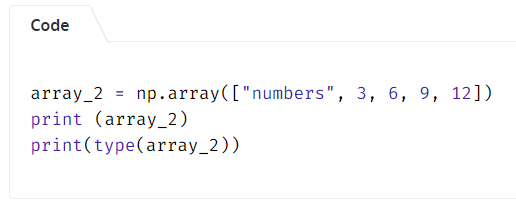 Code
array_2 = np.array(["numbers", 3, 6, 9, 12])
print (array_2)
print(type(array_2))